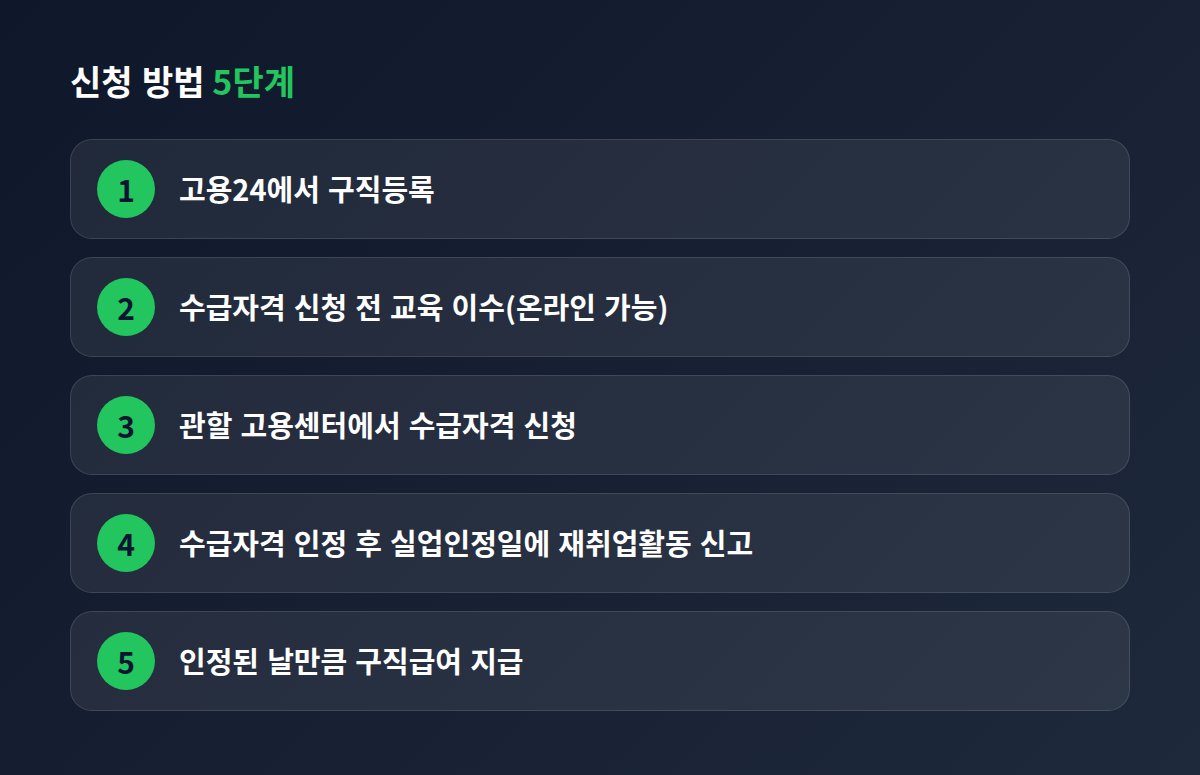 신청 방법 5단계
1 고용24에서 구직등록
2 수급자격 신청 전 교육 이수(온라인 가능)
3 관할 고용센터에서 수급자격 신청
4 수급자격 인정 후 실업인정일에 재취업활동 신고
5 인정된 날만큼 구직급여 지급